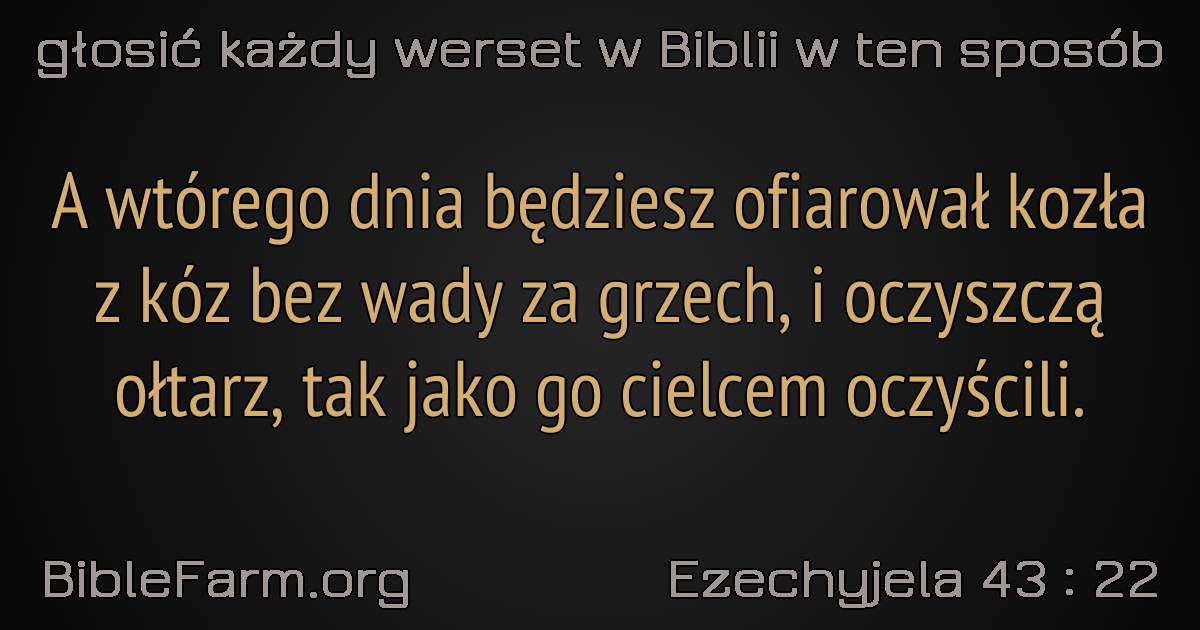 głosić każdy werset w Biblii w ten sposób
A wtórego dnia będziesz ofiarował kozła
z kóz bez wady za grzech, i oczyszczą
ołtarz, tak jako go cielcem oczyścili.
BibleFarm.org
Ezechyjela 43 : 22